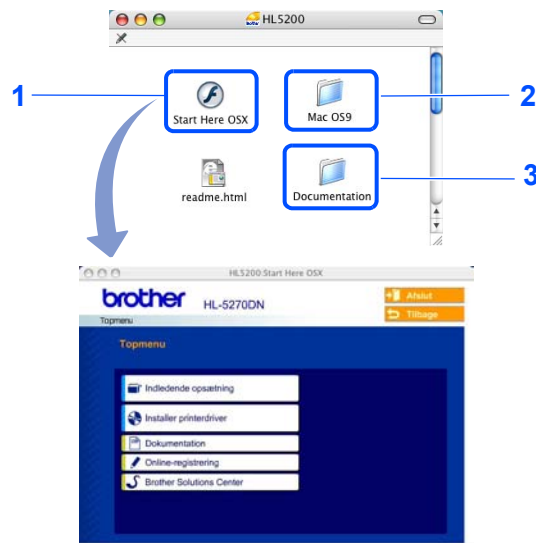 HL5200
1
2
Start Here OSX
Mac OS9
3
readme.html
Documentation
HL5200 Start Here OSX
brother HL-5270DN
Afslut
Tilbage
Topmenu
Topmenu
Indledende opsætning
Installer printerdriver
Dokumentation
Online-registrering
Brother Solutions Center